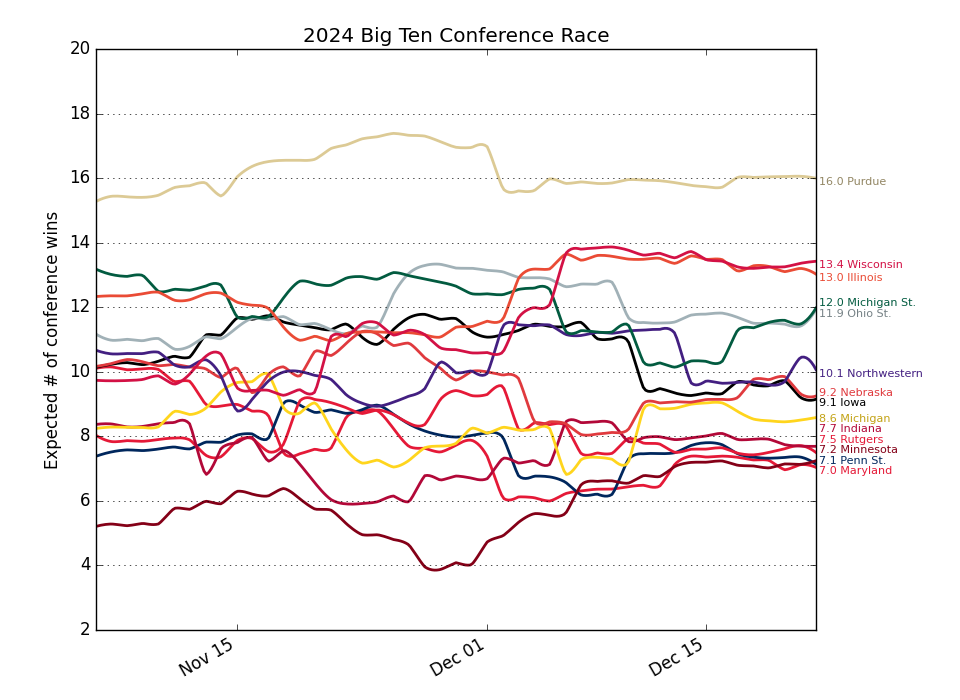 2024 Big Ten Conference Race
Expected # of conference wins
20
18
16
14
12
10
8
6
4
2
Nov 15
Dec 01
Dec 15
16.0 Purdue
13.4 Wisconsin
13.0 Illinois
12.0 Michigan St.
11.9 Ohio St.
10.1 Northwestern
9.2 Nebraska
9.1 Iowa
8.6 Michigan
7.7 Indiana
7.5 Rutgers
7.2 Minnesota
7.1 Penn St.
7.0 Maryland